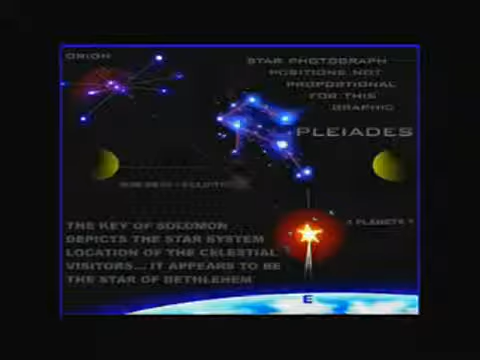 ORION
STAR PHOTOGRAPH
POSITIONS NOT
PROPORTIONAL
FOR THIS
GRAPHIC
PLEIADES
THE KEY OF SOLOMON
DEPICTS THE STAR SYSTEM
LOCATION OF THE CELESTIAL
VISITORS... IT APPEARS TO BE
THE STAR OF BETHLEHEM
E